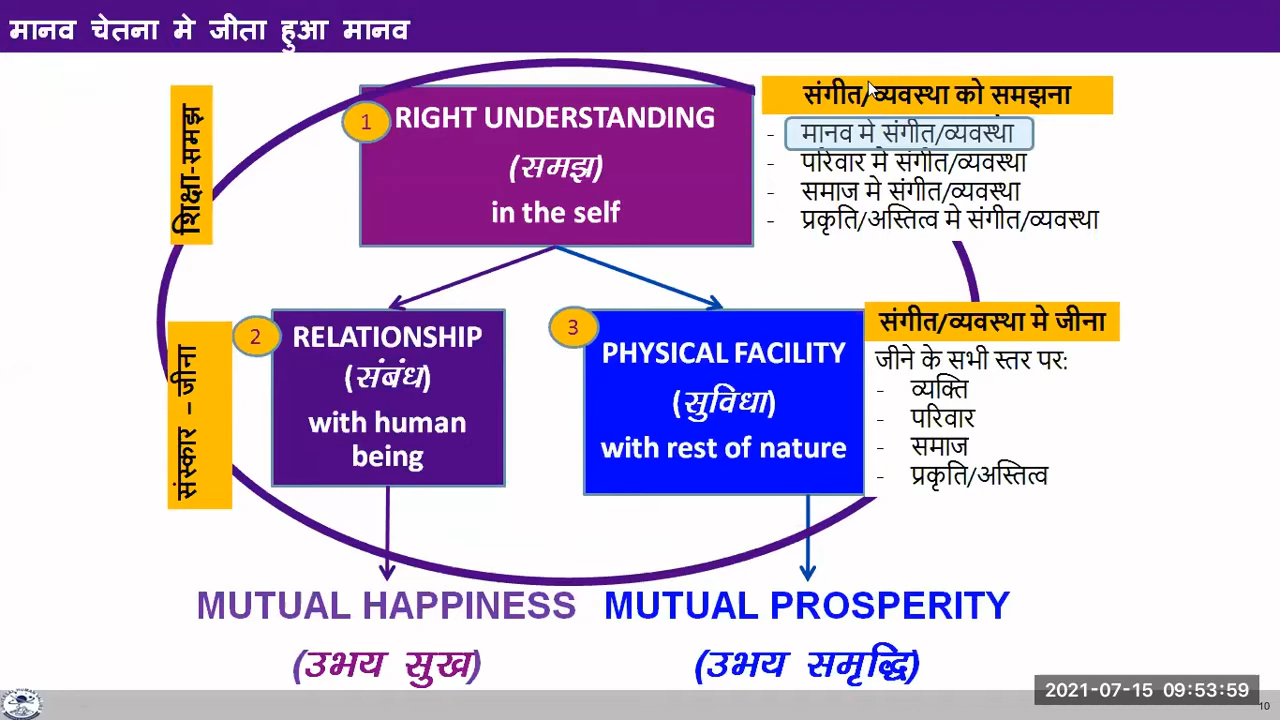 मानव चेतना मे जीता हुआ मानव
शिक्षा-समझ
1
RIGHT UNDERSTANDING
(समझ)
in the self
संगीत/व्यवस्था को समझना
- मानव मे संगीत/व्यवस्था
- परिवार मे संगीत/व्यवस्था
- समाज मे संगीत/व्यवस्था
- प्रकृति/अस्तित्व मे संगीत/व्यवस्था
संस्कार – जीना
2
RELATIONSHIP
(संबंध)
with human
being
3
PHYSICAL FACILITY
(सुविधा)
with rest of nature
संगीत/व्यवस्था मे जीना
जीने के सभी स्तर पर:
- व्यक्ति
- परिवार
- समाज
- प्रकृति/अस्तित्व
MUTUAL HAPPINESS
(उभय सुख)
MUTUAL PROSPERITY
(उभय समृद्धि)
2021-07-15 09:53:59
10